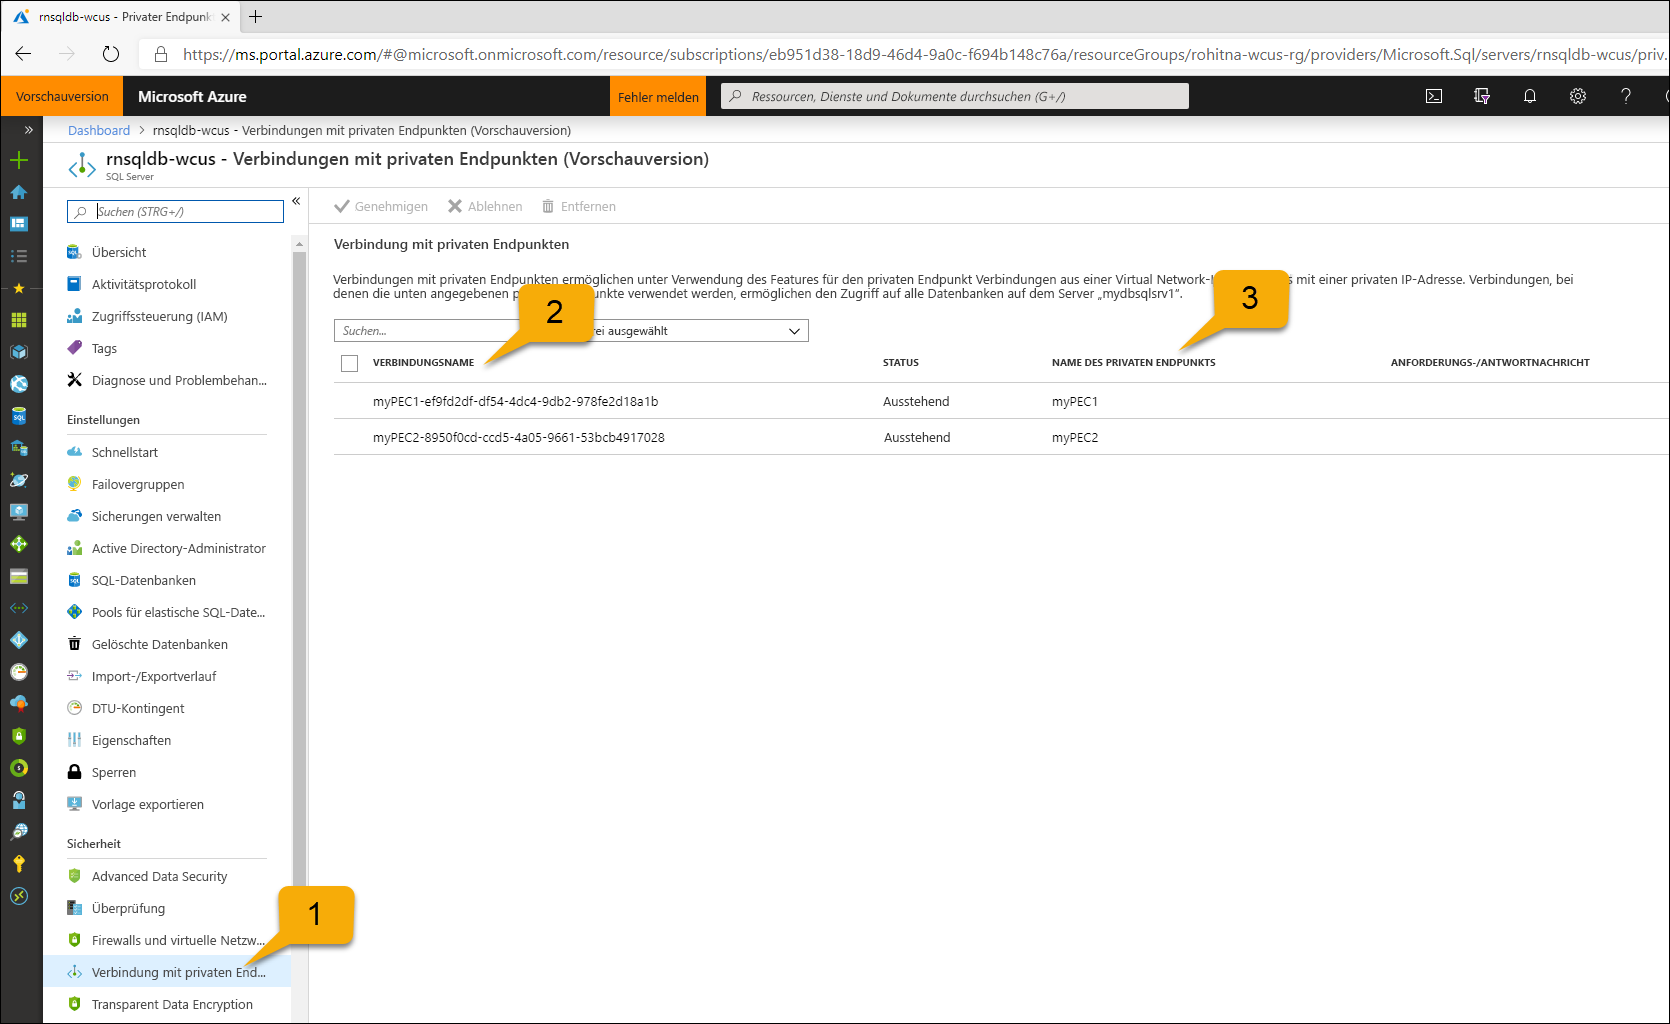 rnsqldb-wcus - Privater Endpunkt
https://ms.portal.azure.com/#@microsoft.onmicrosoft.com/resource/subscriptions/eb951d38-18d9-46d4-9a0c-f694b148c76a/resourceGroups/rohitna-wcus-rg/providers/Microsoft.Sql/servers/rnsqldb-wcus/priv.
Vorschauversion
Microsoft Azure
Fehler melden
Ressourcen, Dienste und Dokumente durchsuchen (G+/)
Dashboard > rnsqldb-wcus - Verbindungen mit privaten Endpunkten (Vorschauversion)
rnsqldb-wcus - Verbindungen mit privaten Endpunkten (Vorschauversion)
SQL Server
Suchen (STRG+/)
Übersicht
Aktivitätsprotokoll
Zugriffssteuerung (IAM)
Tags
Diagnose und Problembehan...
Einstellungen
Schnellstart
Failovergruppen
Sicherungen verwalten
Active Directory-Administrator
SQL-Datenbanken
Pools für elastische SQL-Date...
Gelöschte Datenbanken
Import-/Exportverlauf
DTU-Kontingent
Eigenschaften
Sperren
Vorlage exportieren
Sicherheit
Advanced Data Security
Überprüfung
Firewalls und virtuelle Netzw...
Verbindung mit privaten End...
Transparent Data Encryption
1
Genehmigen
Ablehnen
Entfernen
Verbindung mit privaten Endpunkten
Verbindungen mit privaten Endpunkten ermöglichen unter Verwendung des Features für den privaten Endpunkt Verbindungen aus einer Virtual Network- mit einer privaten IP-Adresse. Verbindungen, bei
denen die unten angegebenen verwendet werden, ermöglichen den Zugriff auf alle Datenbanken auf dem Server „mydbsqlsrv1“.
2
3
Suchen...
ausgewählt
VERBINDUNGSNAME STATUS NAME DES PRIVATEN ENDPUNKTS ANFORDERUNGS-/ANTWORTNACHRICHT
myPEC1-ef9fd2df-df54-4dc4-9db2-978fe2d18a1b Ausstehend myPEC1
myPEC2-8950f0cd-ccd5-4a05-9661-53bcb4917028 Ausstehend myPEC2